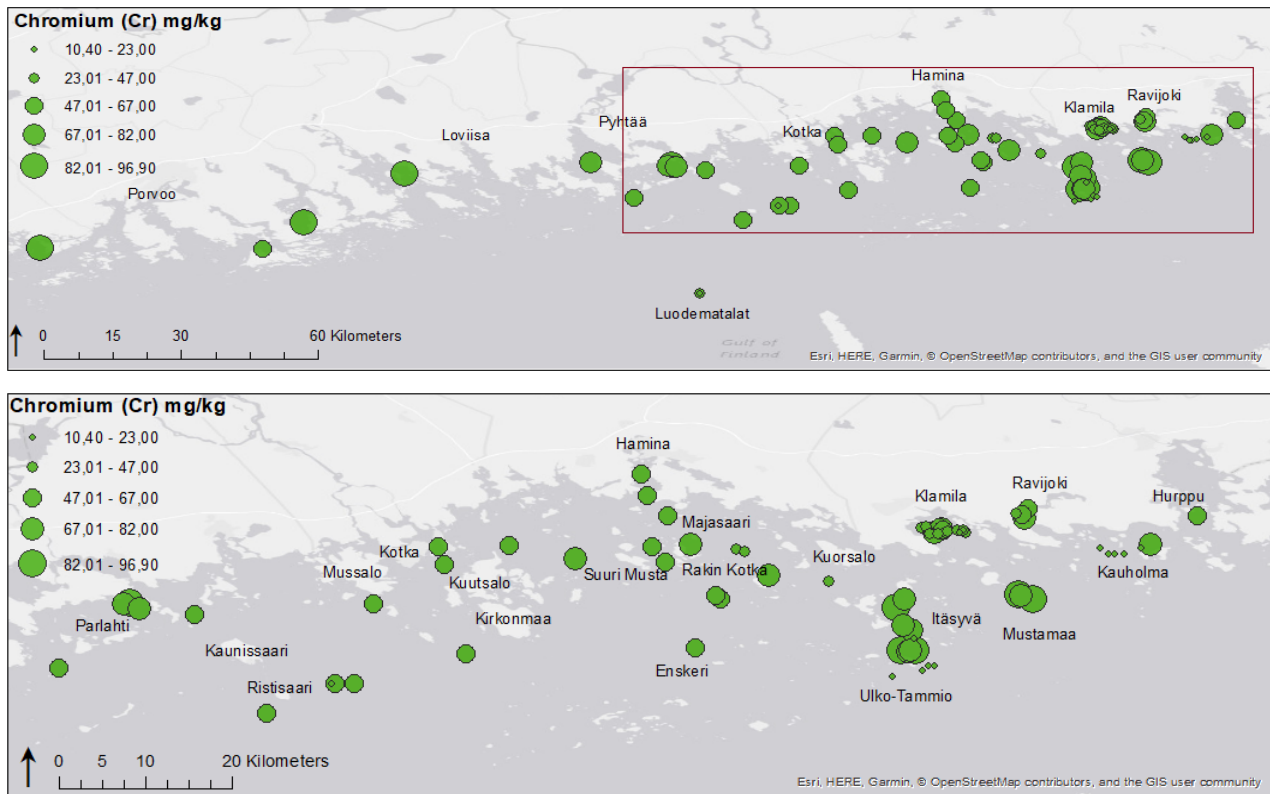 Chromium (Cr) mg/kg
10,40 - 23,00
23,01 - 47,00
47,01 - 67,00
67,01 - 82,00
82,01 - 96,90
Hamina
Klamila
Ravijoki
Pyhtää
Kotka
Loviisa
Porvoo
Luodematalat
0 15 30 60 Kilometers
Gulf of
Finland
Esri, HERE, Garmin, © OpenStreetMap contributors, and the GIS user community
Chromium (Cr) mg/kg
10,40 - 23,00
23,01 - 47,00
47,01 - 67,00
67,01 - 82,00
82,01 - 96,90
Hamina
Ravijoki
Klamila
Hurppu
Majasaari
Kotka
Kuorsalo
Mussalo
Kuutsalo
Suuri Musta
Rakin Kotka
Kauholma
Parlahti
Kirkonmaa
Itäsyvä
Mustamaa
Kaunissaari
Enskeri
Ristisaari
Ulko-Tammio
0 5 10 20 Kilometers
Esri, HERE, Garmin, © OpenStreetMap contributors, and the GIS user community